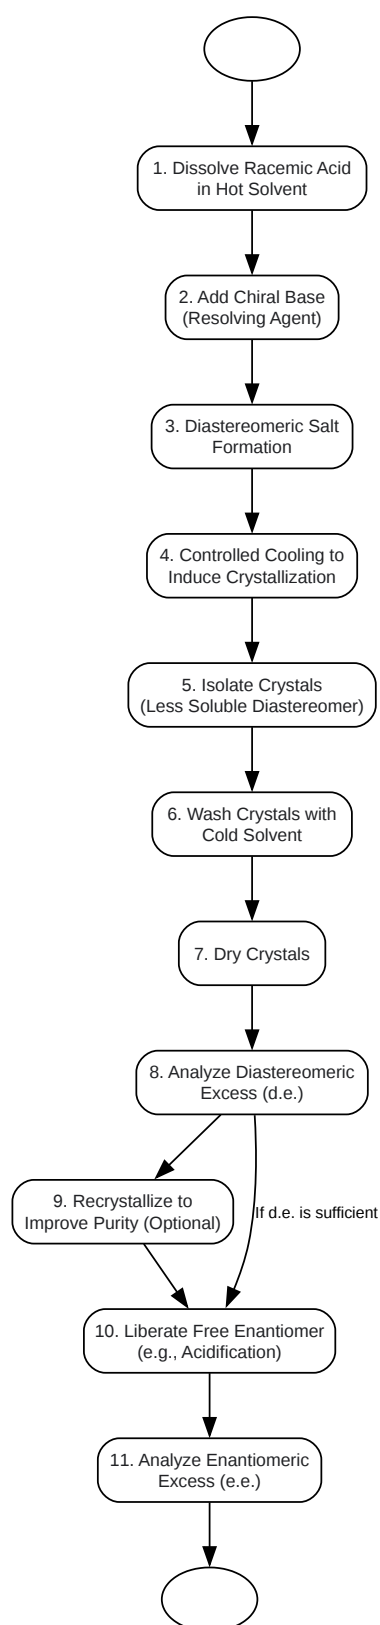 1. Dissolve Racemic Acid
in Hot Solvent
2. Add Chiral Base
(Resolving Agent)
3. Diastereomeric Salt
Formation
4. Controlled Cooling to
Induce Crystallization
5. Isolate Crystals
(Less Soluble Diastereomer)
6. Wash Crystals with
Cold Solvent
7. Dry Crystals
8. Analyze Diastereomeric
Excess (d.e.)
9. Recrystallize to
Improve Purity (Optional)
If d.e. is sufficient
10. Liberate Free Enantiomer
(e.g., Acidification)
11. Analyze Enantiomeric
Excess (e.e.)